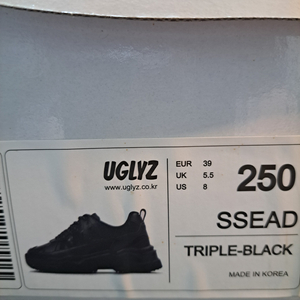 UGLYZ
www.uglyz.co.kr
EUR 39
UK 5.5
US 8
250
SSEAD
TRIPLE-BLACK
MADE IN KOREA